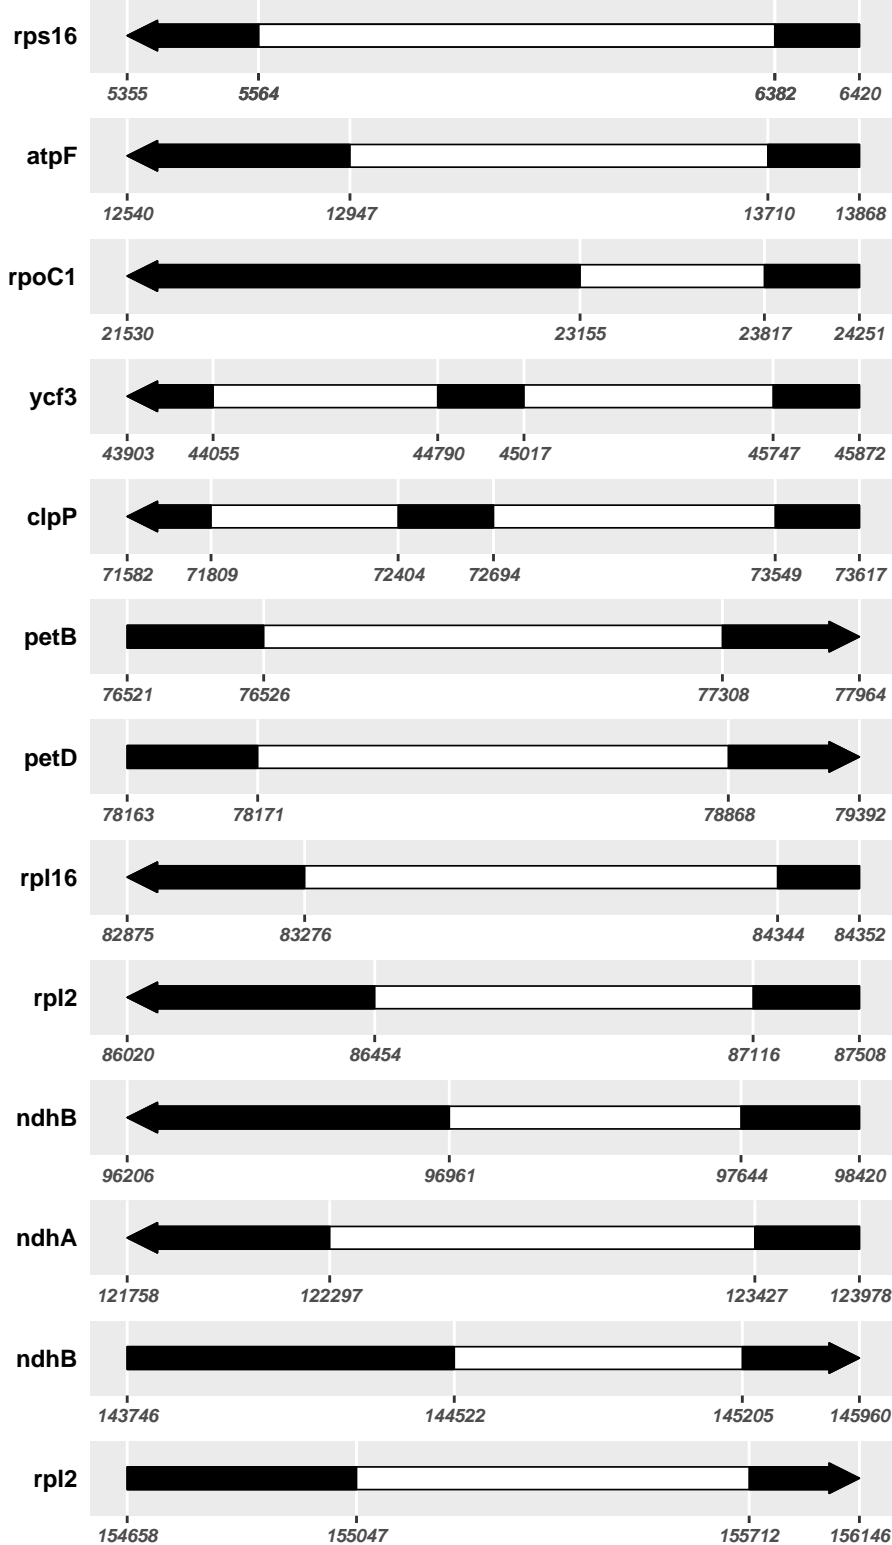 rps16
5355 5564 6382 6420
atpF
12540 12947 13710 13868
rpoC1
21530 23155 23817 24251
ycf3
43903 44055 44790 45017 45747 45872
clpP
71582 71809 72404 72694 73549 73617
petB
76521 76526 77308 77964
petD
78163 78171 78868 79392
rpl16
82875 83276 84344 84352
rpl2
86020 86454 87116 87508
ndhB
96206 96961 97644 98420
ndhA
121758 122297 123427 123978
ndhB
143746 144522 145205 145960
rpl2
154658 155047 155712 156146